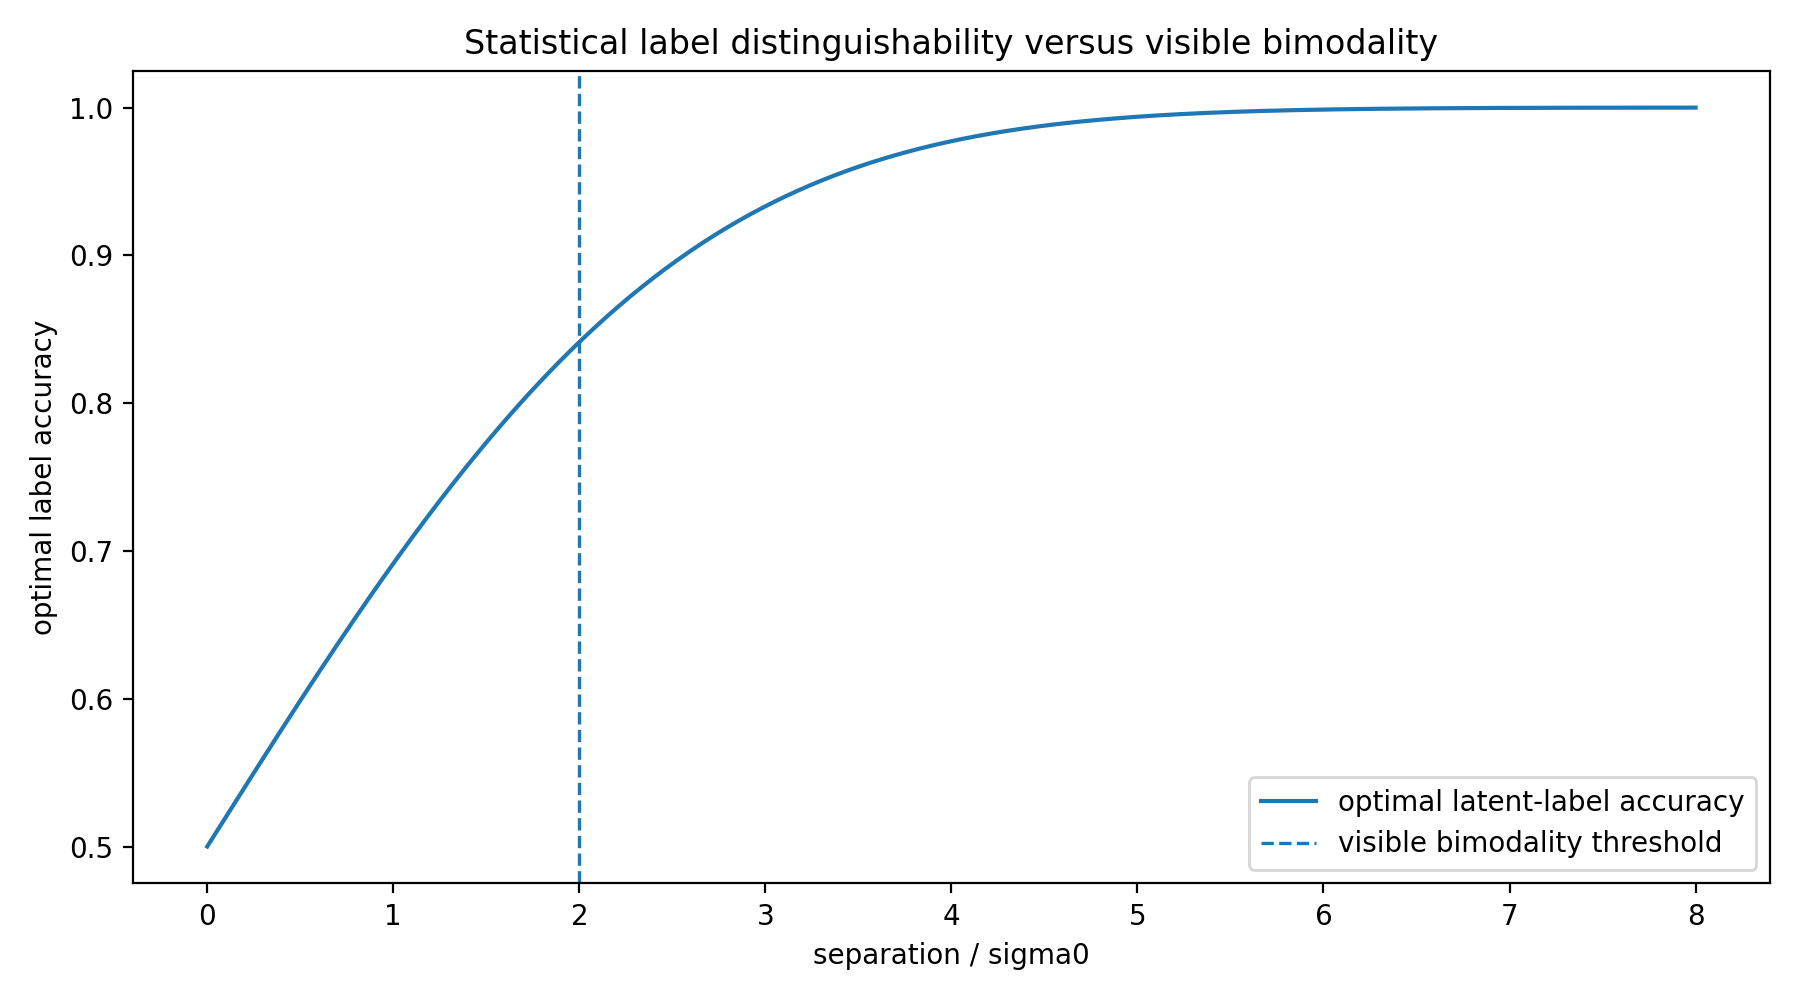 Statistical label distinguishability versus visible bimodality
1.0
0.9
0.8
0.7
0.6
0.5
optimal label accuracy
optimal latent-label accuracy
visible bimodality threshold
0 1 2 3 4 5 6 7 8
separation / sigma0